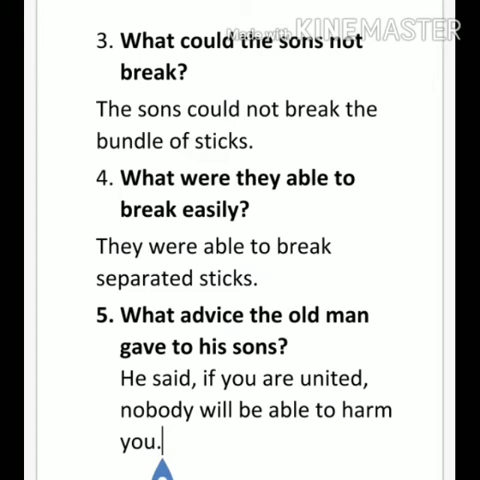 Made with KINEMASTER
3. What could the sons not
break?
The sons could not break the
bundle of sticks.
4. What were they able to
break easily?
They were able to break
separated sticks.
5. What advice the old man
gave to his sons?
He said, if you are united,
nobody will be able to harm
you.